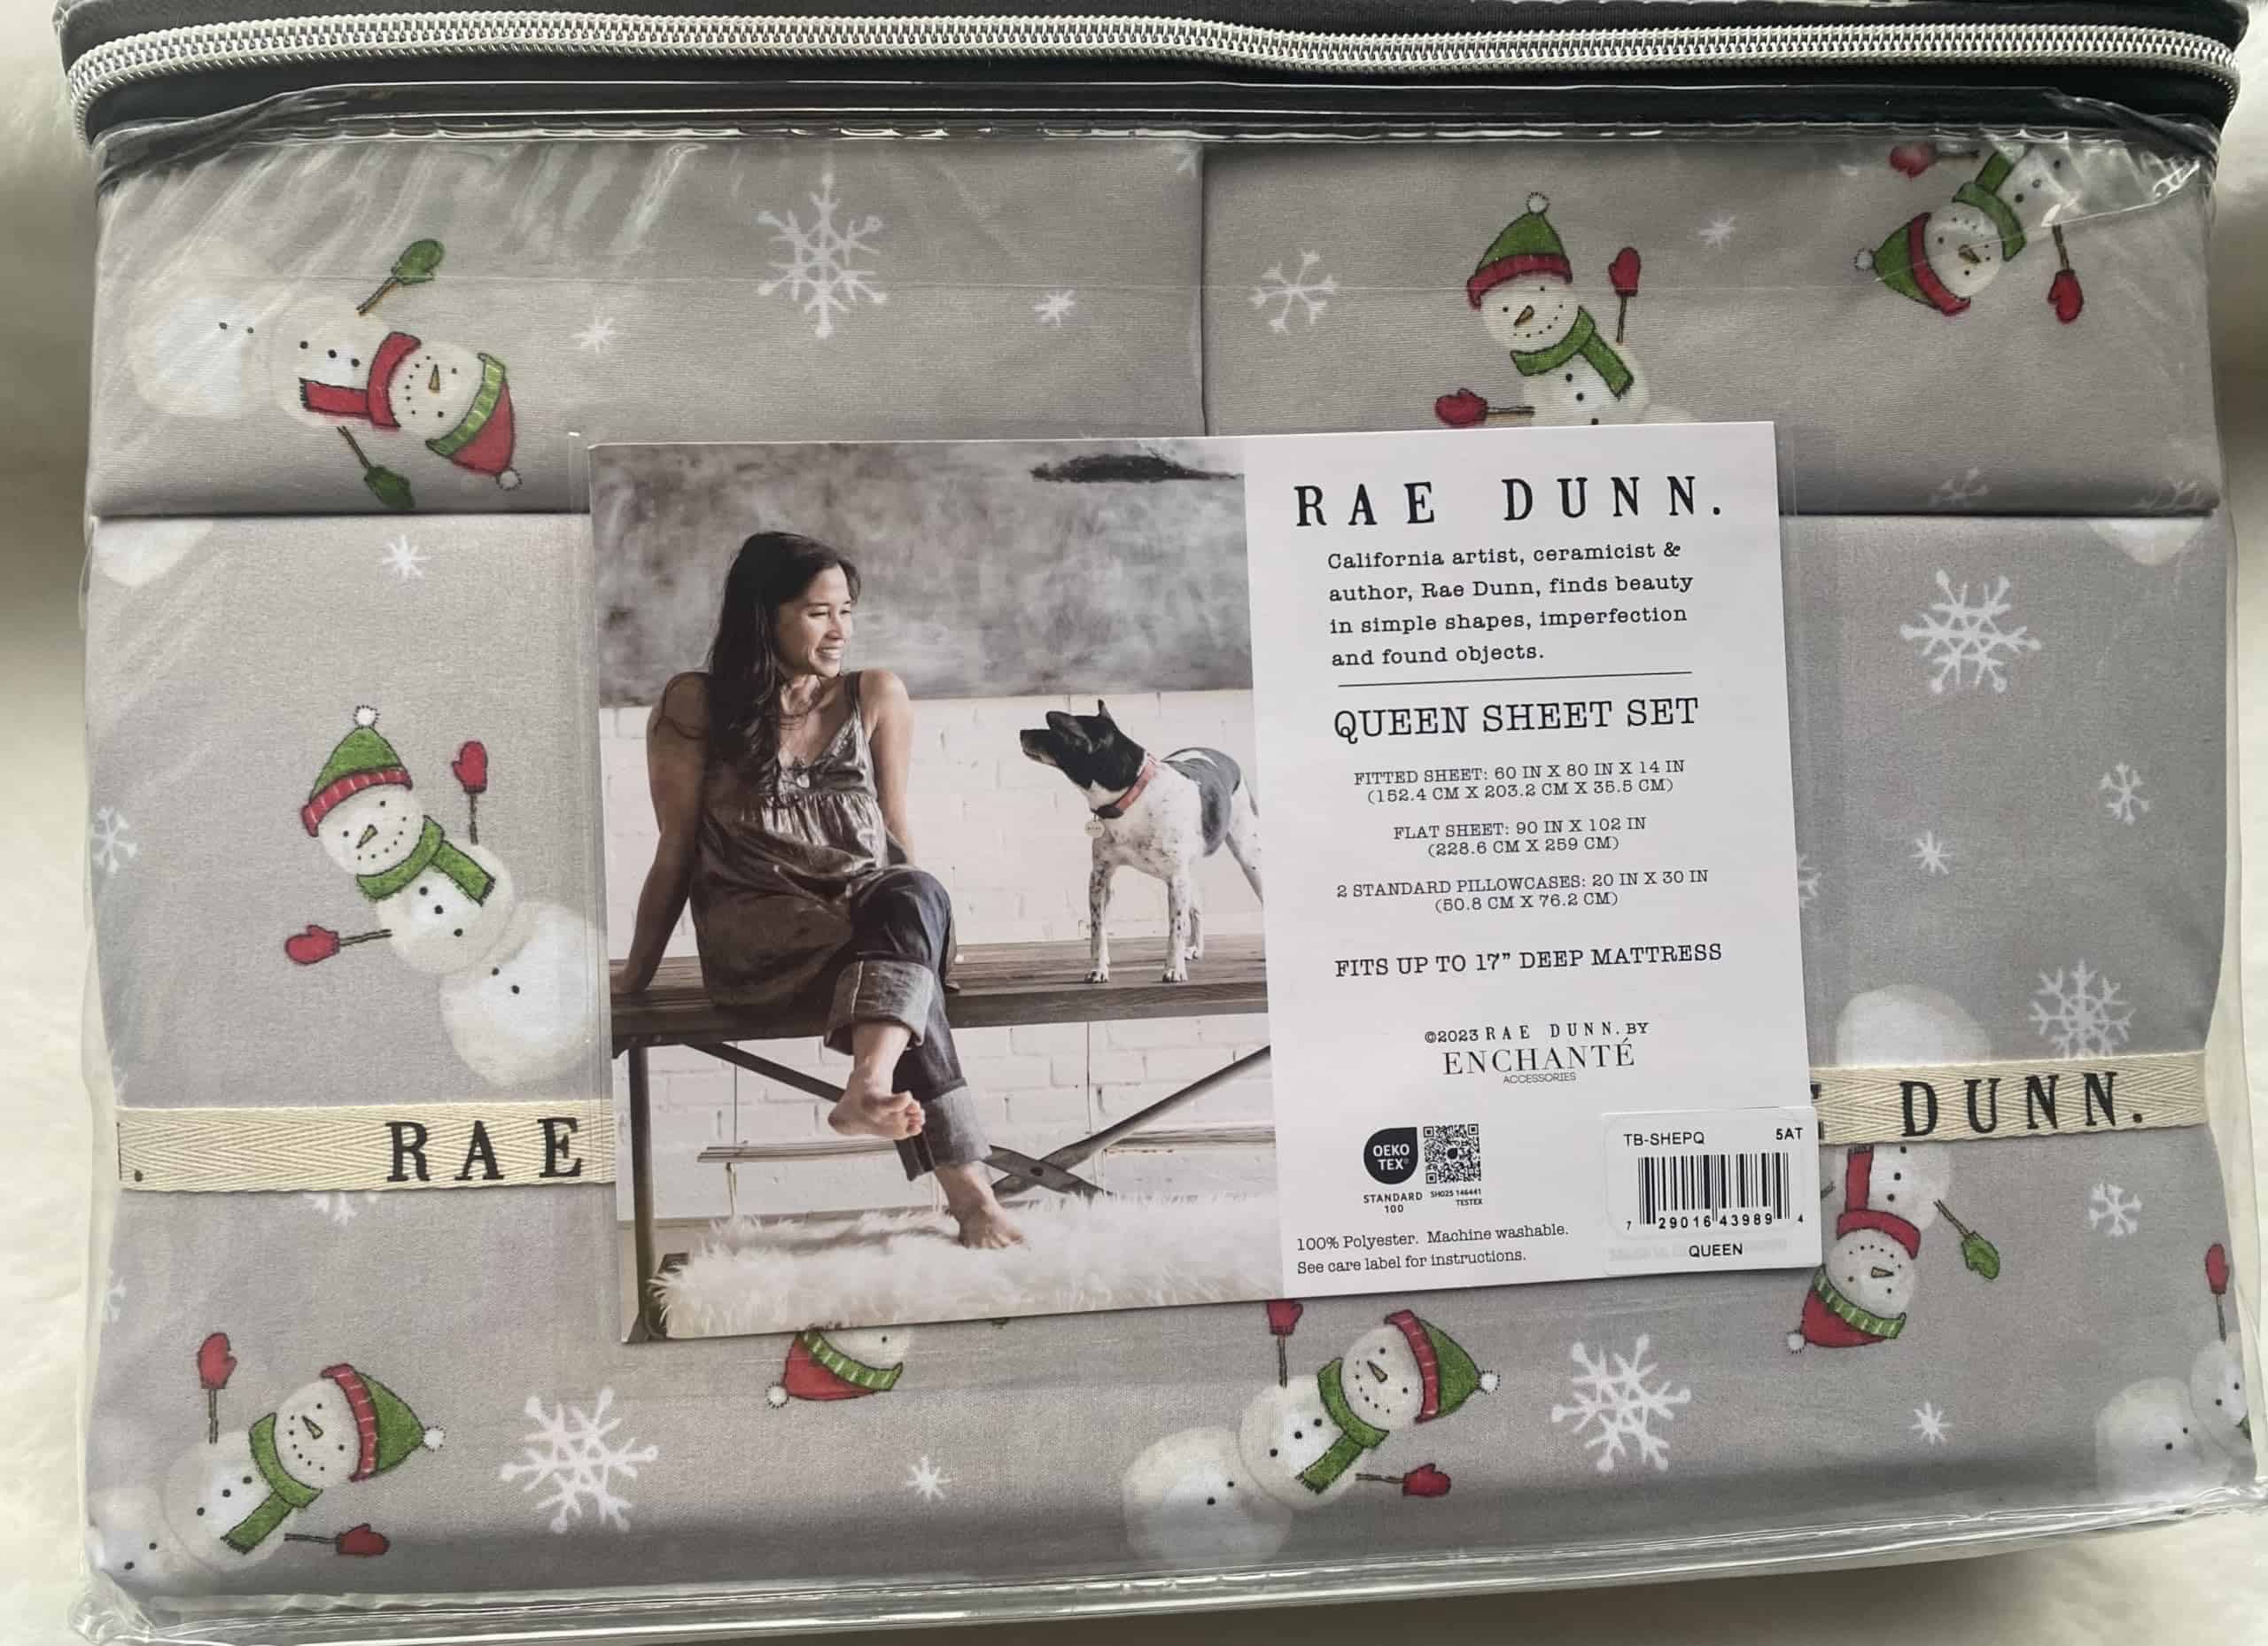 RAE DUNN.
California artist, ceramicist &
author, Rae Dunn, finds beauty
in simple shapes, imperfection
and found objects.
QUEEN SHEET SET
FITTED SHEET: 60 IN X 80 IN X 14 IN
(152.4 CM X 203.2 CM X 35.5 CM)
FLAT SHEET: 90 IN X 102 IN
(228.6 CM X 259 CM)
2 STANDARD PILLOWCASES: 20 IN X 30 IN
(50.8 CM X 76.2 CM)
FITS UP TO 17” DEEP MATTRESS
©2023 RAE DUNN. BY
ENCHANTÉ
ACCESSORIES
OEKO
TEX®
STANDARD
100
SH025 146441
TESTEX
100% Polyester. Machine washable.
See care label for instructions.
TB-SHEPQ 5AT
7 29016 43989 4
QUEEN
RAE
DUNN.